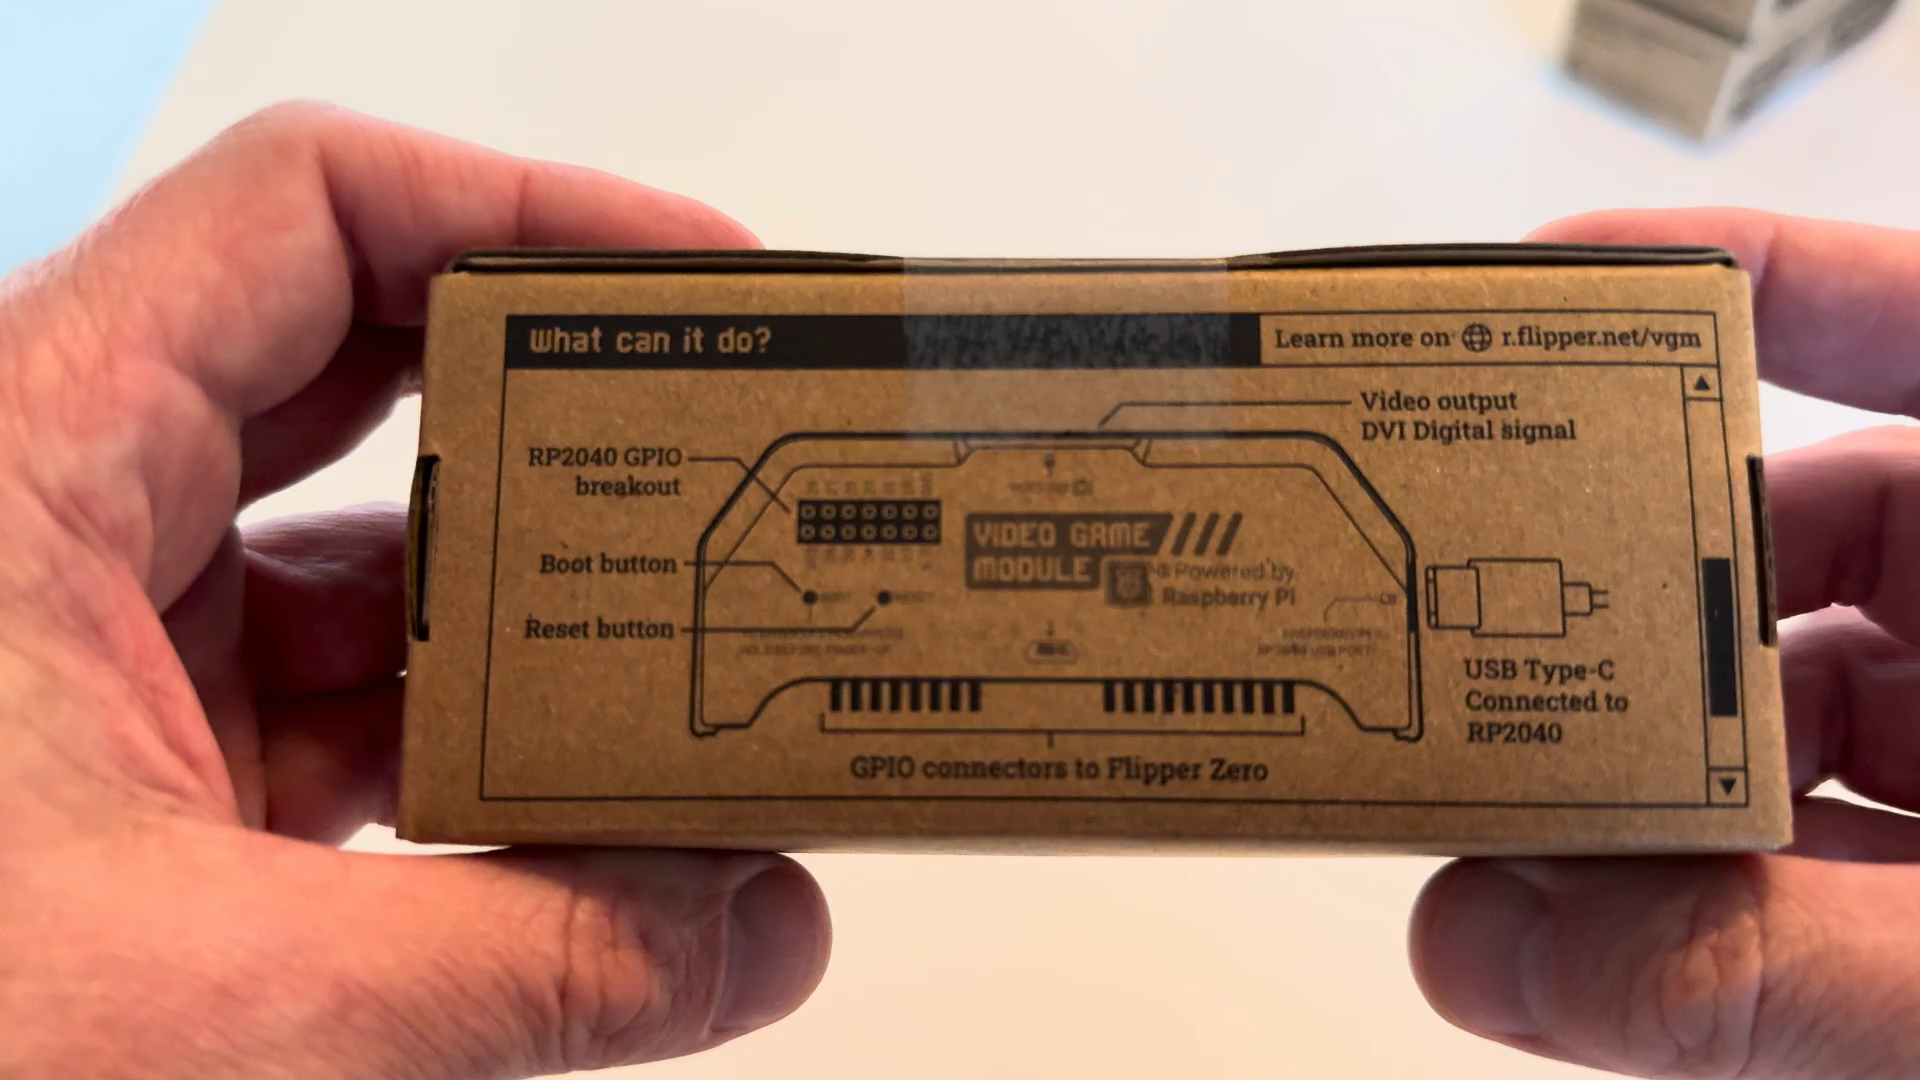 What can it do?
Learn more on r.flipper.net/vgm
Video output
DVI Digital signal
RP2040 GPIO
breakout
Boot button
Reset button
VIDEO GAME
MODULE
Powered by
Raspberry Pi
USB Type-C
Connected to
RP2040
GPIO connectors to Flipper Zero